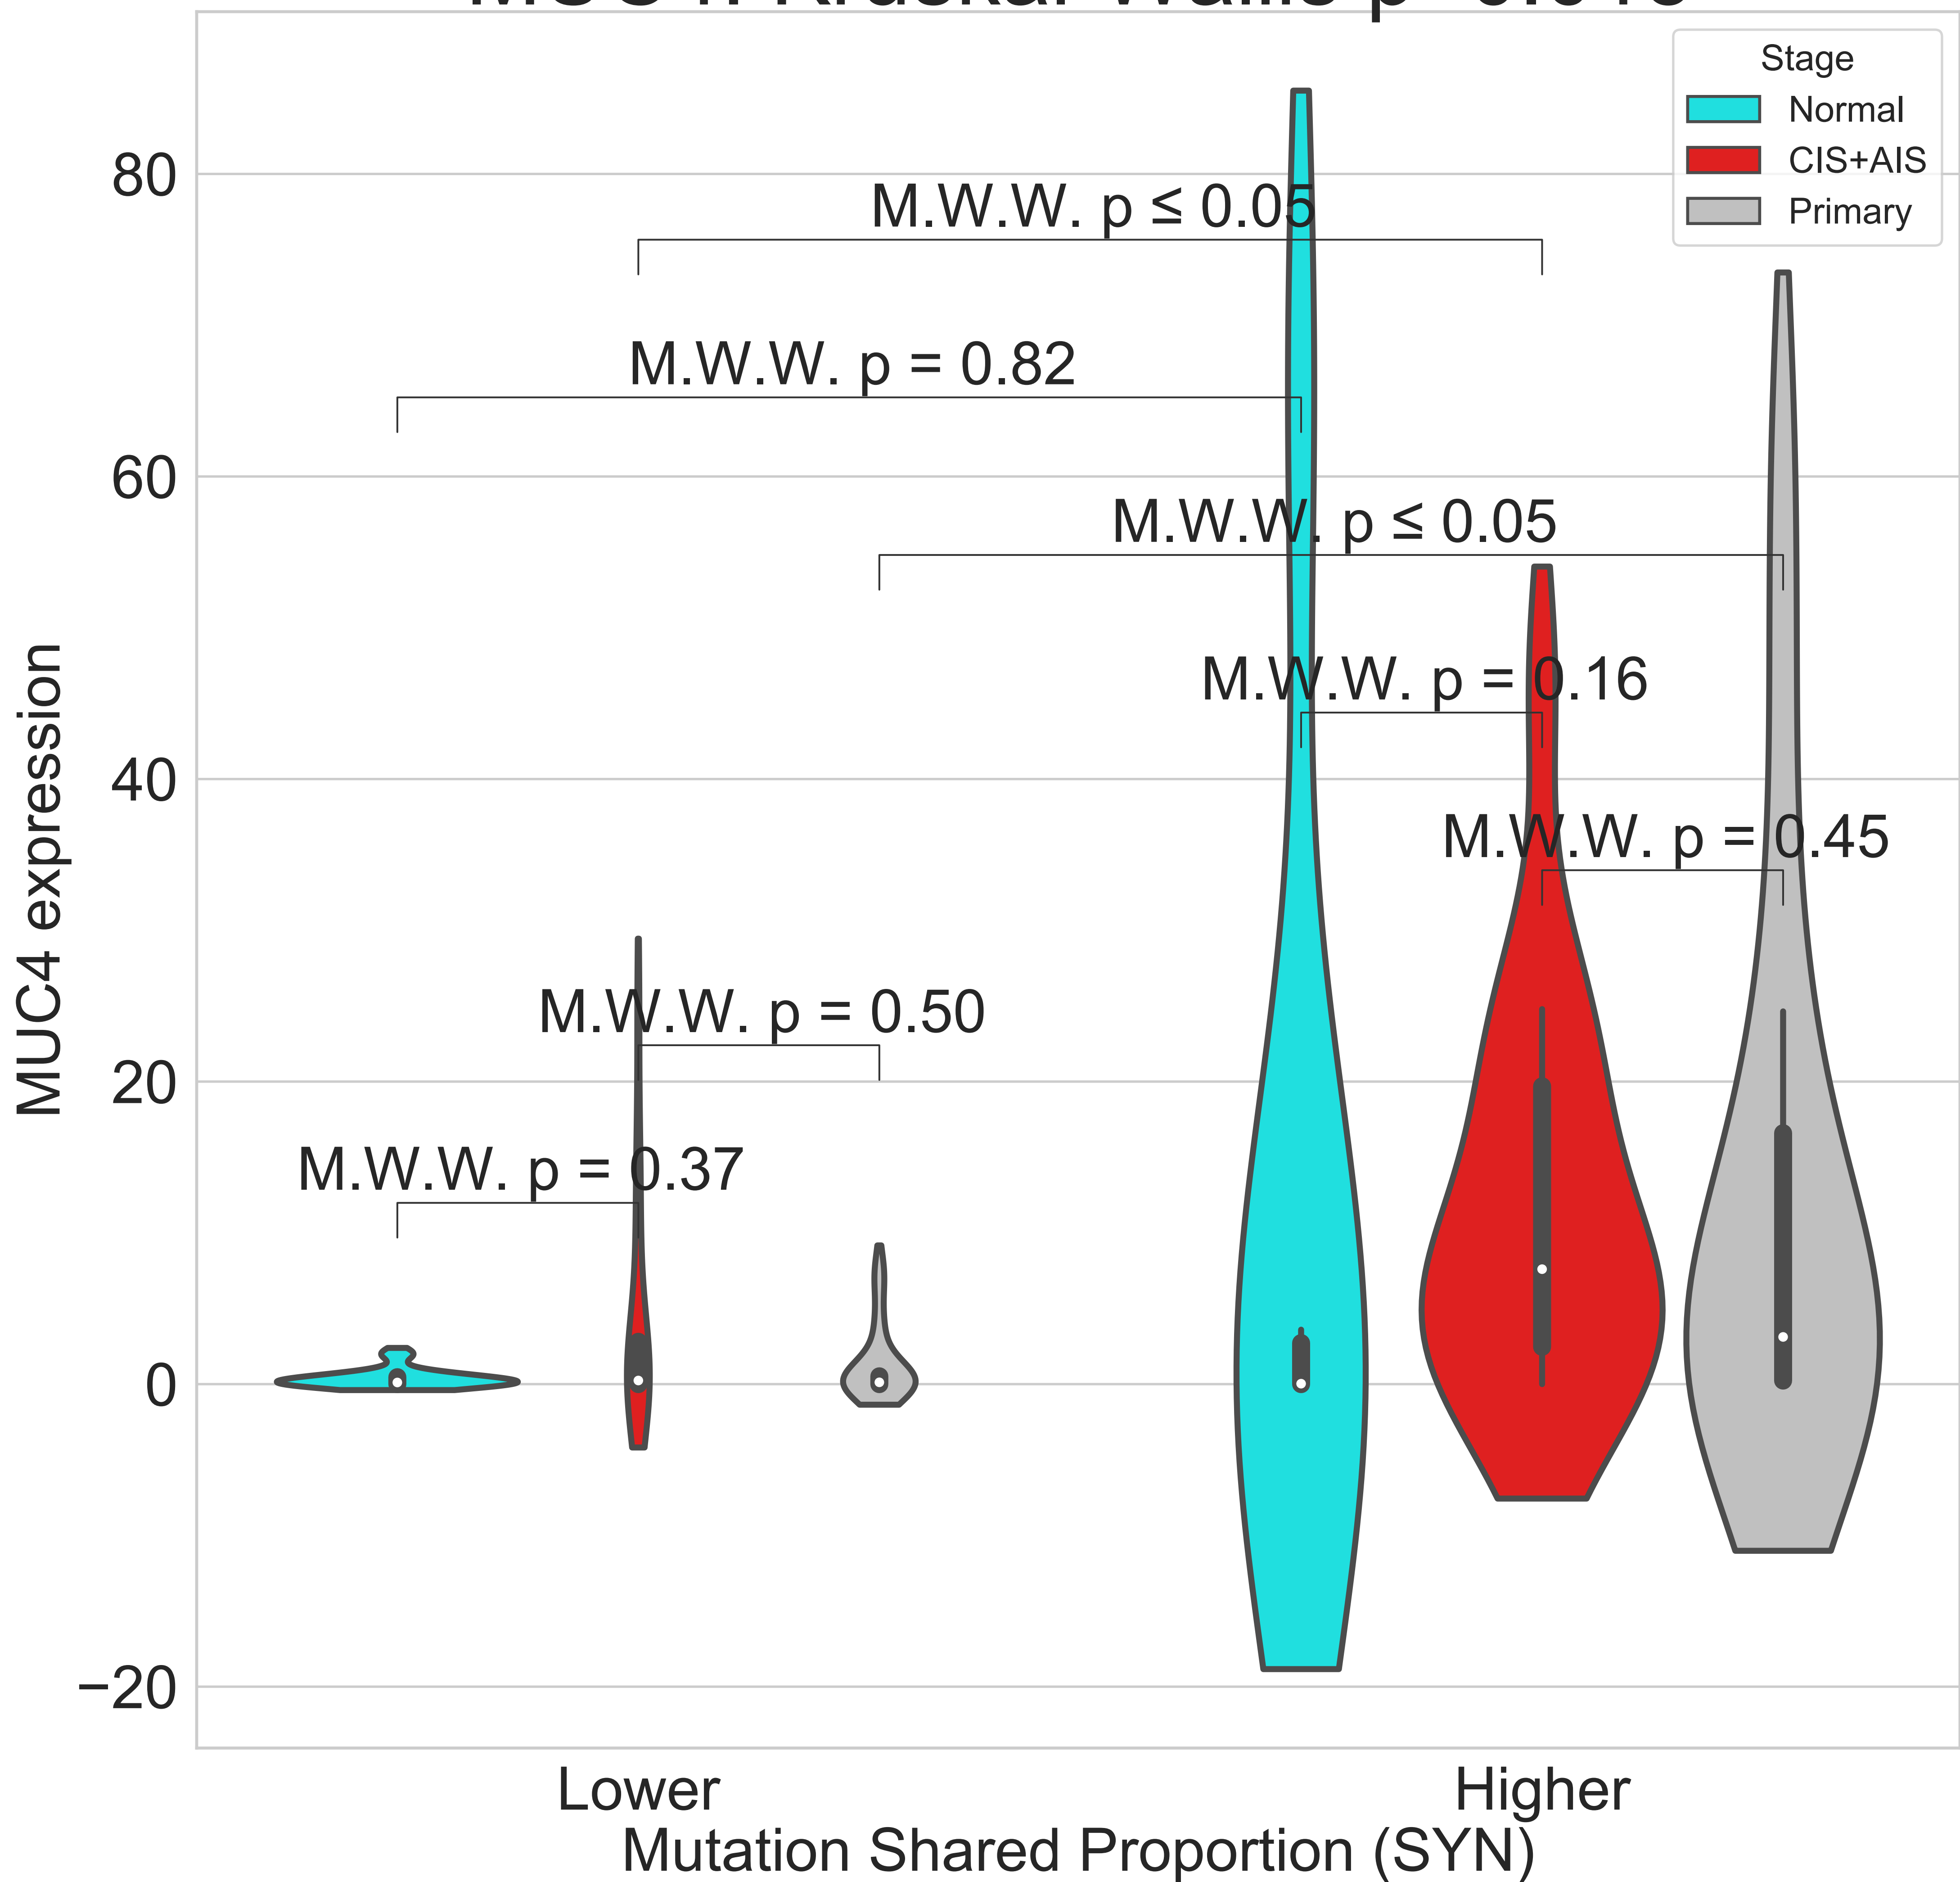 Stage
Normal
CIS+AIS
Primary
80
60
40
20
0
−20
MUC4 expression
M.W.W. p ≤ 0.05
M.W.W. p = 0.82
M.W.W. p ≤ 0.05
M.W.W. p = 0.16
M.W.W. p = 0.45
M.W.W. p = 0.50
M.W.W. p = 0.37
Lower
Higher
Mutation Shared Proportion (SYN)